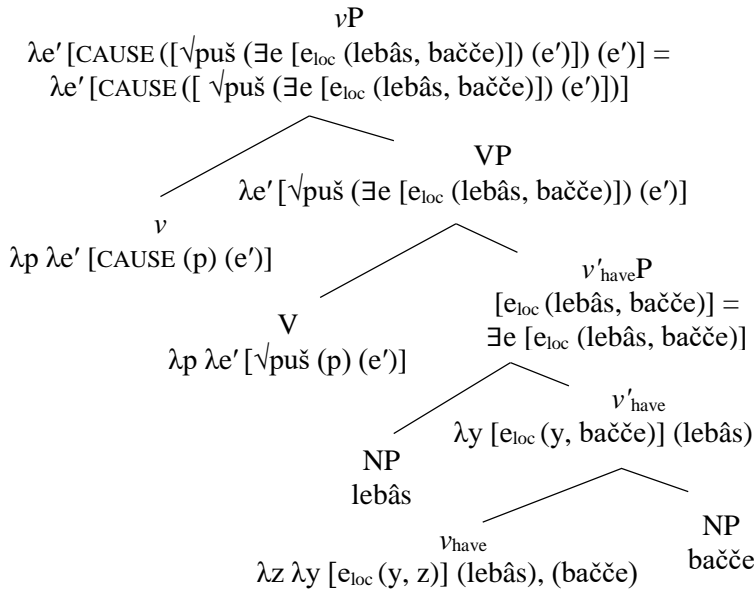 vP
λe′ [CAUSE ([√puš (∃e [eloc (lebâs, bačče)]) (e′)]) (e′)] =
λe′ [CAUSE ([ √puš (∃e [eloc (lebâs, bačče)]) (e′)])]
VP
λe′ [√puš (∃e [eloc (lebâs, bačče)]) (e′)]
v
λp λe′ [CAUSE (p) (e′)]
v′haveP
[eloc (lebâs, bačče)] =
∃e [eloc (lebâs, bačče)]
V
λp λe′ [√puš (p) (e′)]
v′have
λy [eloc (y, bačče)] (lebâs)
NP
lebâs
vhave
λz λy [eloc (y, z)] (lebâs), (bačče)
NP
bačče